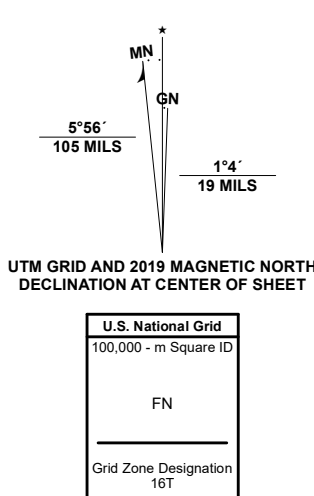 ★
MN
GN
5°56´
105 MILS
1°4´
19 MILS
UTM GRID AND 2019 MAGNETIC NORTH
DECLINATION AT CENTER OF SHEET
U.S. National Grid
100,000 - m Square ID
FN
Grid Zone Designation
16T